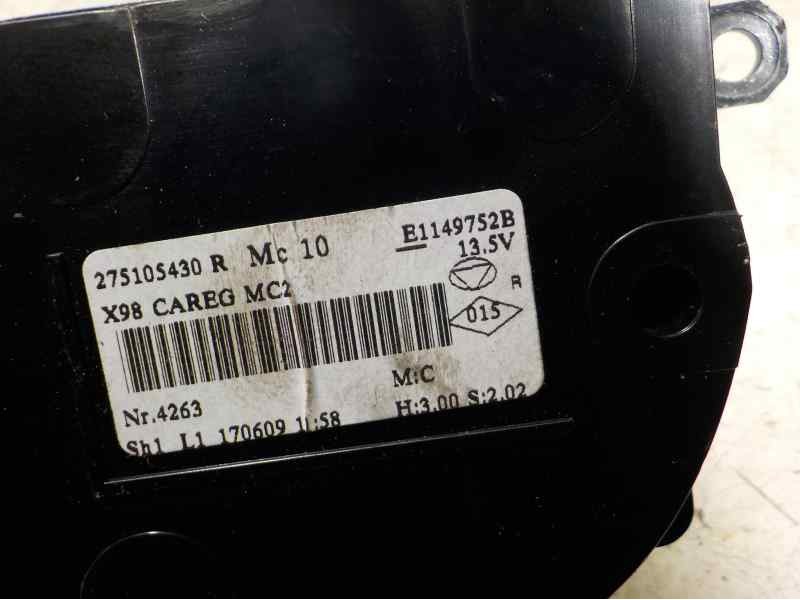 275105430 R Mc 10
E1149752B
13.5V
X98 CAREG MC2
R
015
M:C
Nr.4263
H:3.00 S:2.02
Sh1 L1 170609 11:58